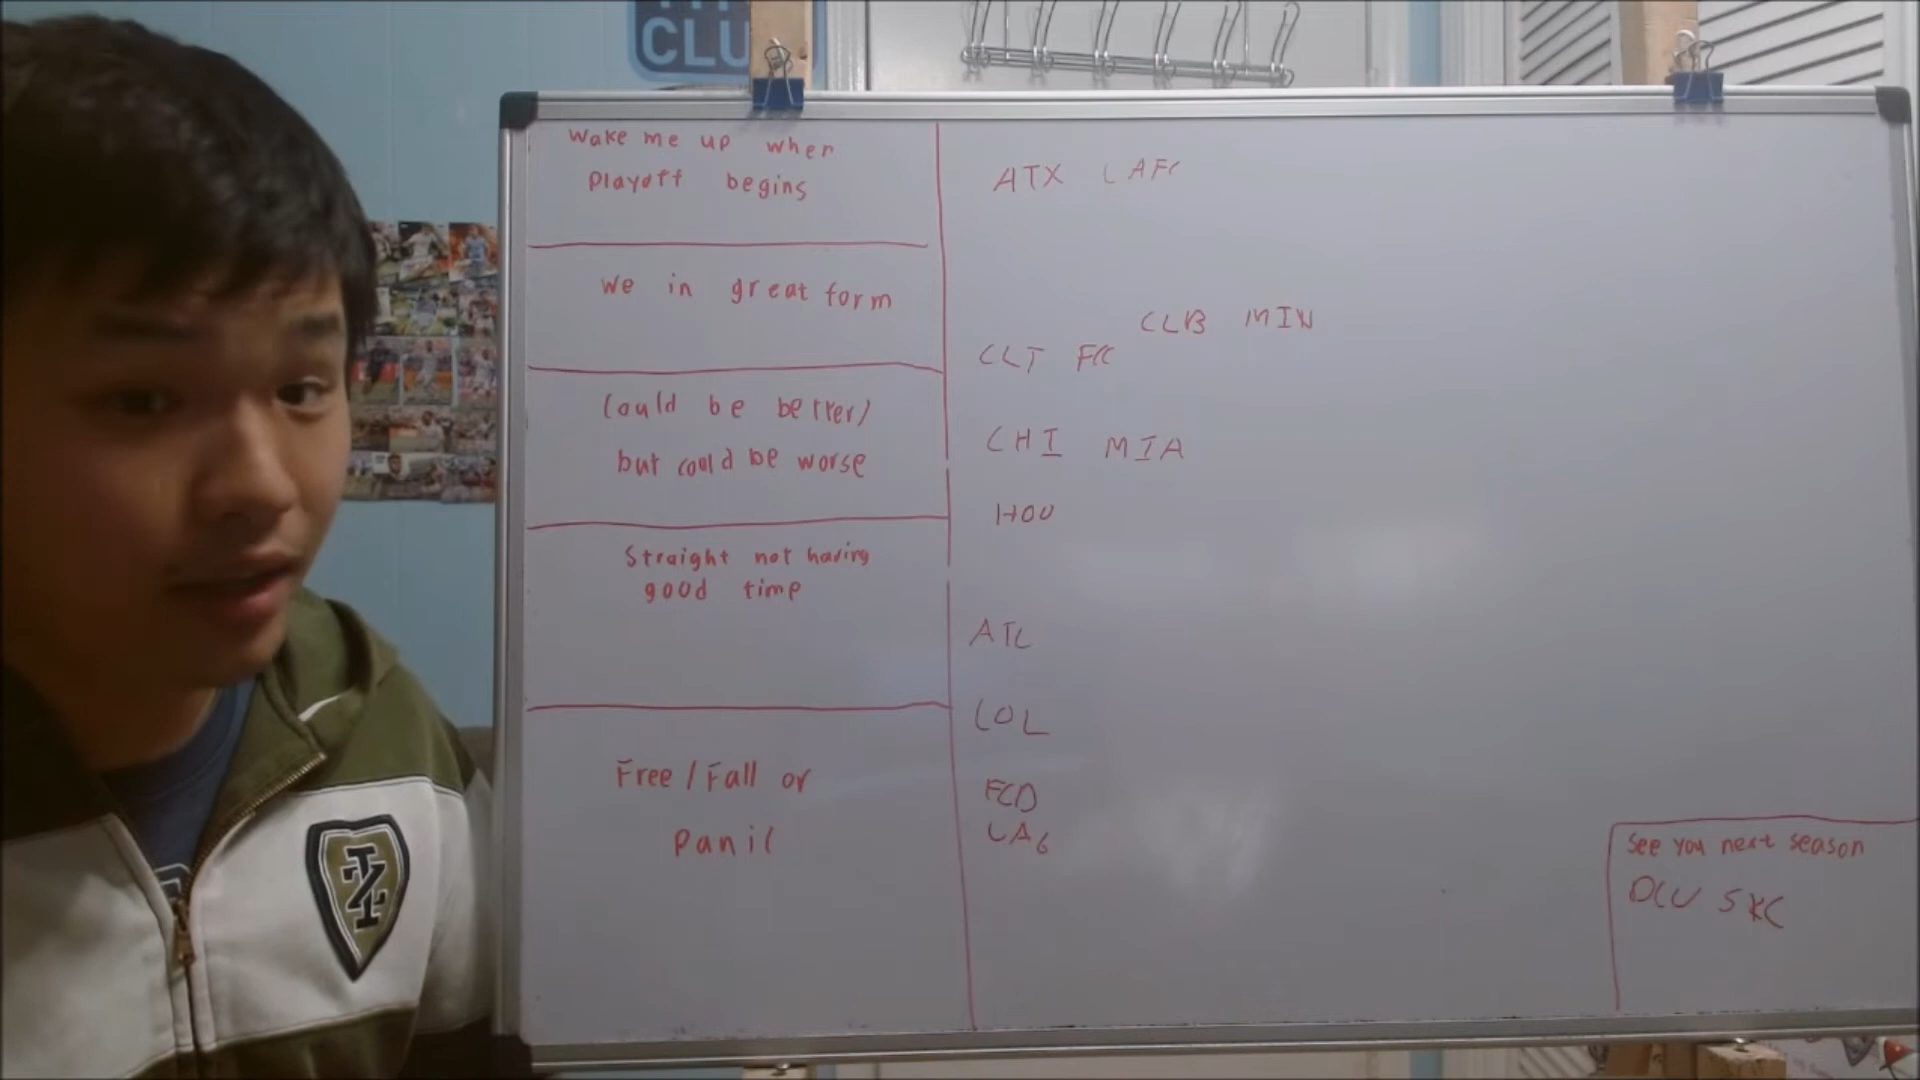 CLU
Wake me up when
Playoff begins
ATX LAFC
We in great form
CLB MIN
CLT FCC
Could be better/
but could be worse
CHI MIA
HOU
Straight not having
good time
ATL
COL
Free/Fall or
Panic
FCD
LAG
See you next season
DCU SKC